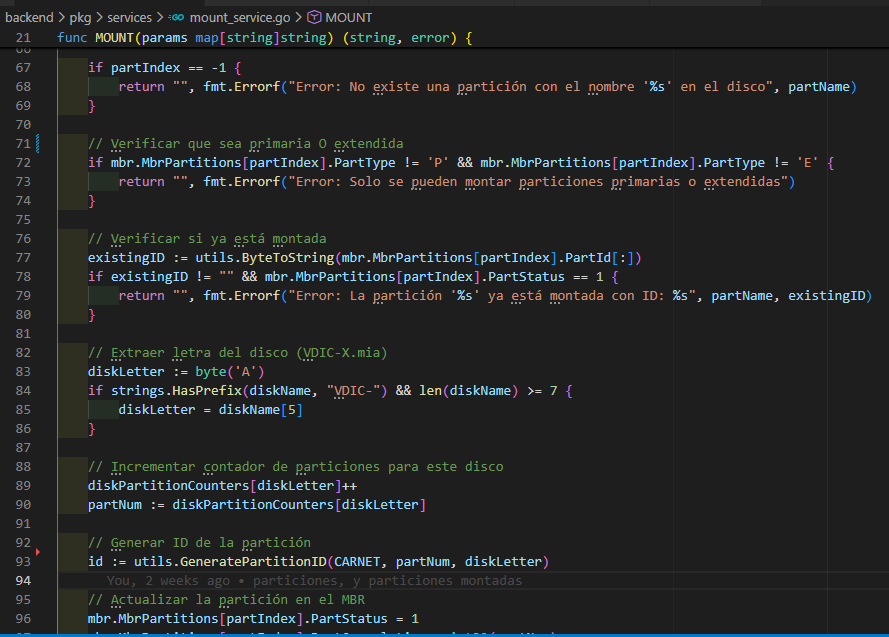 backend > pkg > services > mount_service.go > MOUNT
21 func MOUNT(params map[string]string) (string, error) {
67 if partIndex == -1 {
68 return "", fmt.Errorf("Error: No existe una partición con el nombre '%s' en el disco", partName)
69 }
70
71 // Verificar que sea primaria O extendida
72 if mbr.MbrPartitions[partIndex].PartType != 'P' && mbr.MbrPartitions[partIndex].PartType != 'E' {
73 return "", fmt.Errorf("Error: Solo se pueden montar particiones primarias o extendidas")
74 }
75
76 // Verificar si ya está montada
77 existingID := utils.ByteToString(mbr.MbrPartitions[partIndex].PartId[:])
78 if existingID != "" && mbr.MbrPartitions[partIndex].PartStatus == 1 {
79 return "", fmt.Errorf("Error: La partición '%s' ya está montada con ID: %s", partName, existingID)
80 }
81
82 // Extraer letra del disco (VDIC-X.mia)
83 diskLetter := byte('A')
84 if strings.HasPrefix(diskName, "VDIC-") && len(diskName) >= 7 {
85 diskLetter = diskName[5]
86 }
87
88 // Incrementar contador de particiones para este disco
89 diskPartitionCounters[diskLetter]++
90 partNum := diskPartitionCounters[diskLetter]
91
92 // Generar ID de la partición
93 id := utils.GeneratePartitionID(CARNET, partNum, diskLetter)
94 You, 2 weeks ago • particiones, y particiones montadas
95 // Actualizar la partición en el MBR
96 mbr.MbrPartitions[partIndex].PartStatus = 1